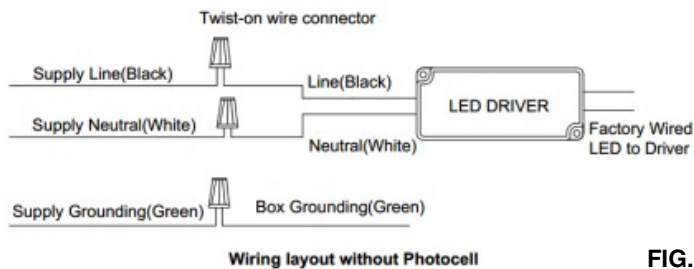 Twist-on wire connector
Supply Line(Black)
Line(Black)
LED DRIVER
Supply Neutral(White)
Neutral(White)
Factory Wired
LED to Driver
Supply Grounding(Green)
Box Grounding(Green)
Wiring layout without Photocell
FIG.